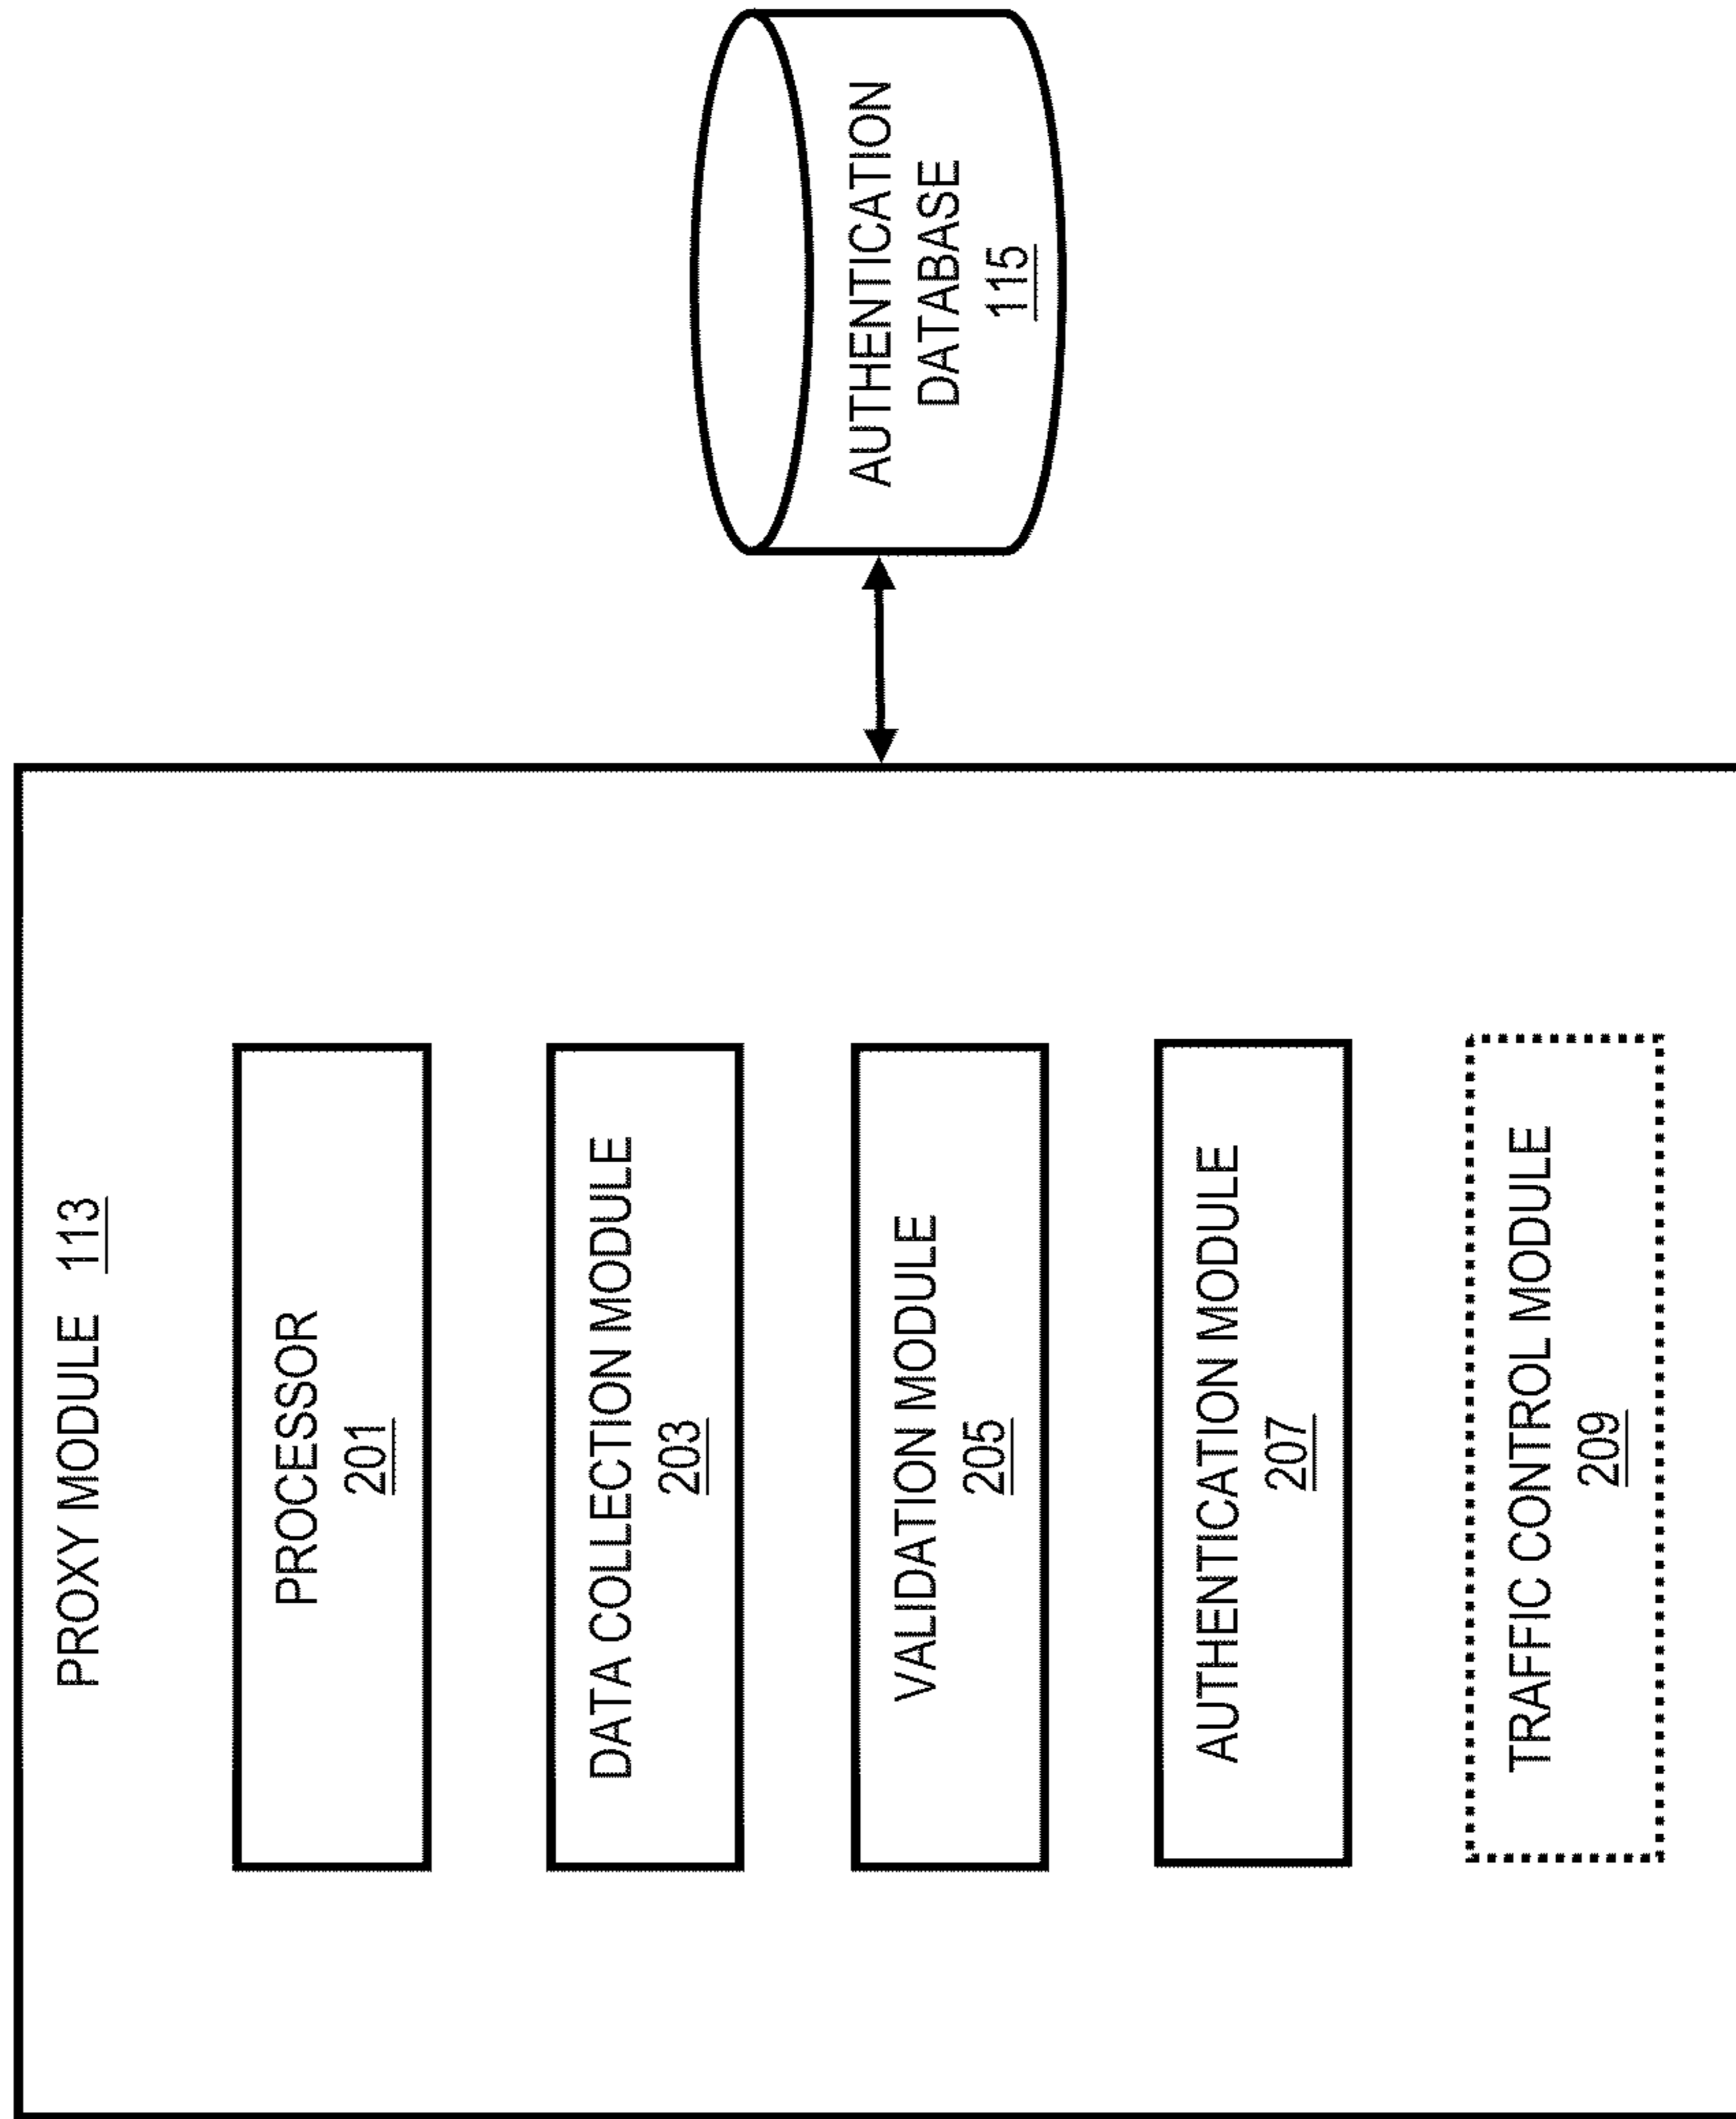 PROXY MODULE 113
PROCESSOR
201
DATA COLLECTION MODULE
203
VALIDATION MODULE
205
AUTHENTICATION MODULE
207
TRAFFIC CONTROL MODULE
209
AUTHENTICATION
DATABASE
115